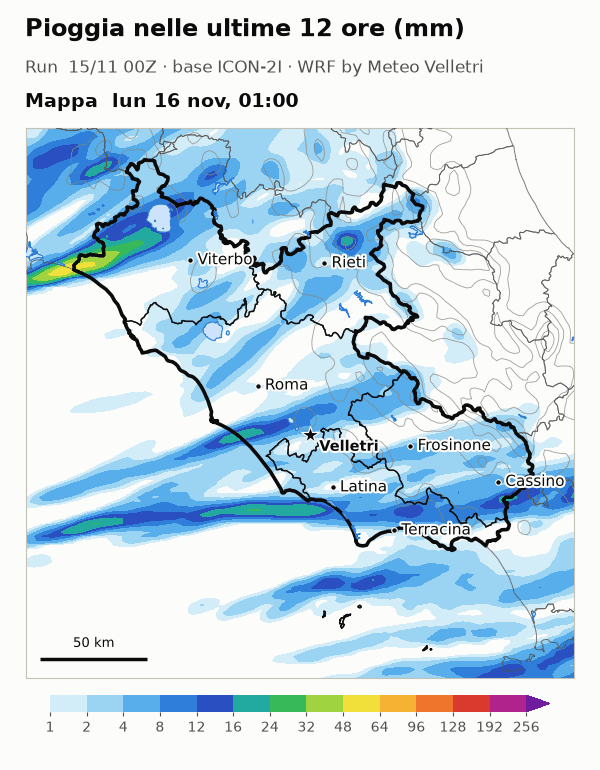 Pioggia nelle ultime 12 ore (mm)
Run  15/11 00Z · base ICON-2I · WRF by Meteo Velletri
Mappa  lun 16 nov, 01:00
Viterbo
Rieti
Roma
Velletri
Frosinone
Cassino
Latina
Terracina
50 km
1 2 4 8 12 16 24 32 48 64 96 128 192 256